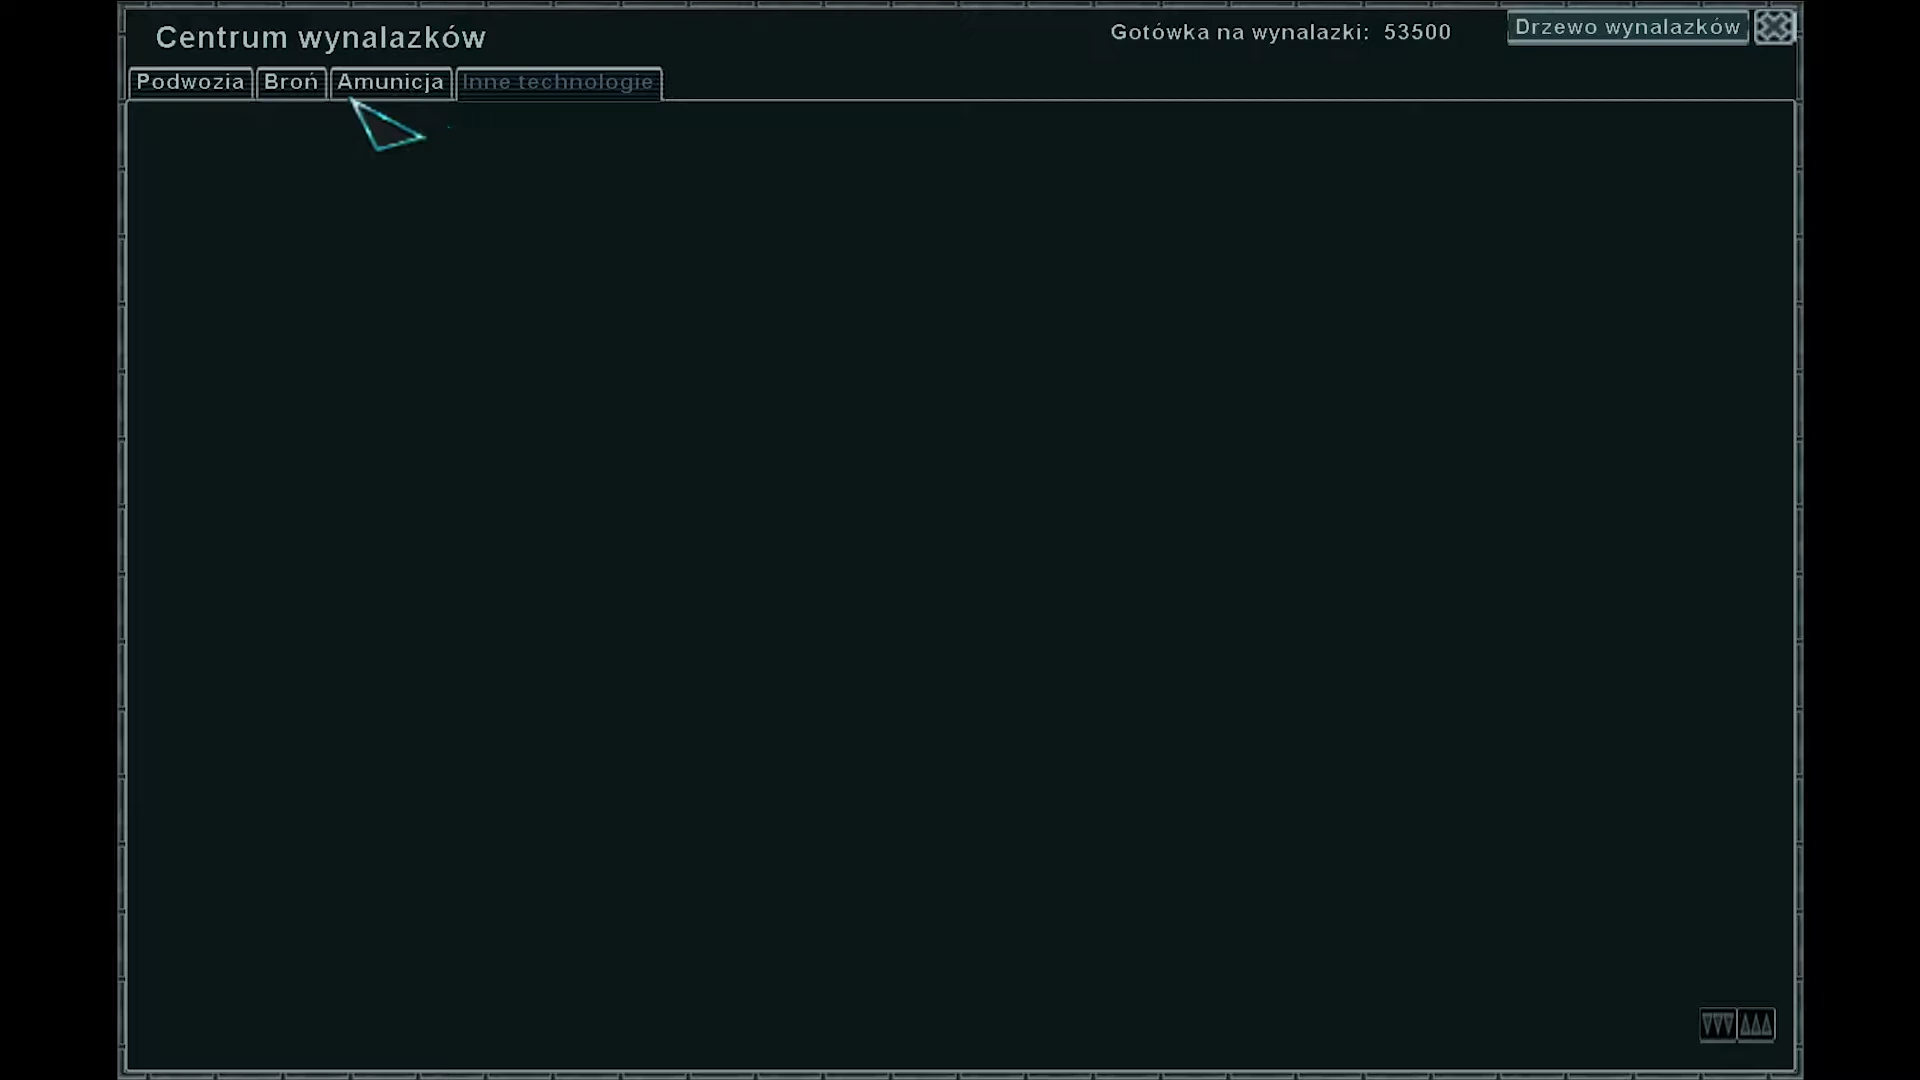 Centrum wynalazków
Gotówka na wynalazki: 53500
Drzewo wynalazków
Podwozia
Broń
Amunicja
Inne technologie